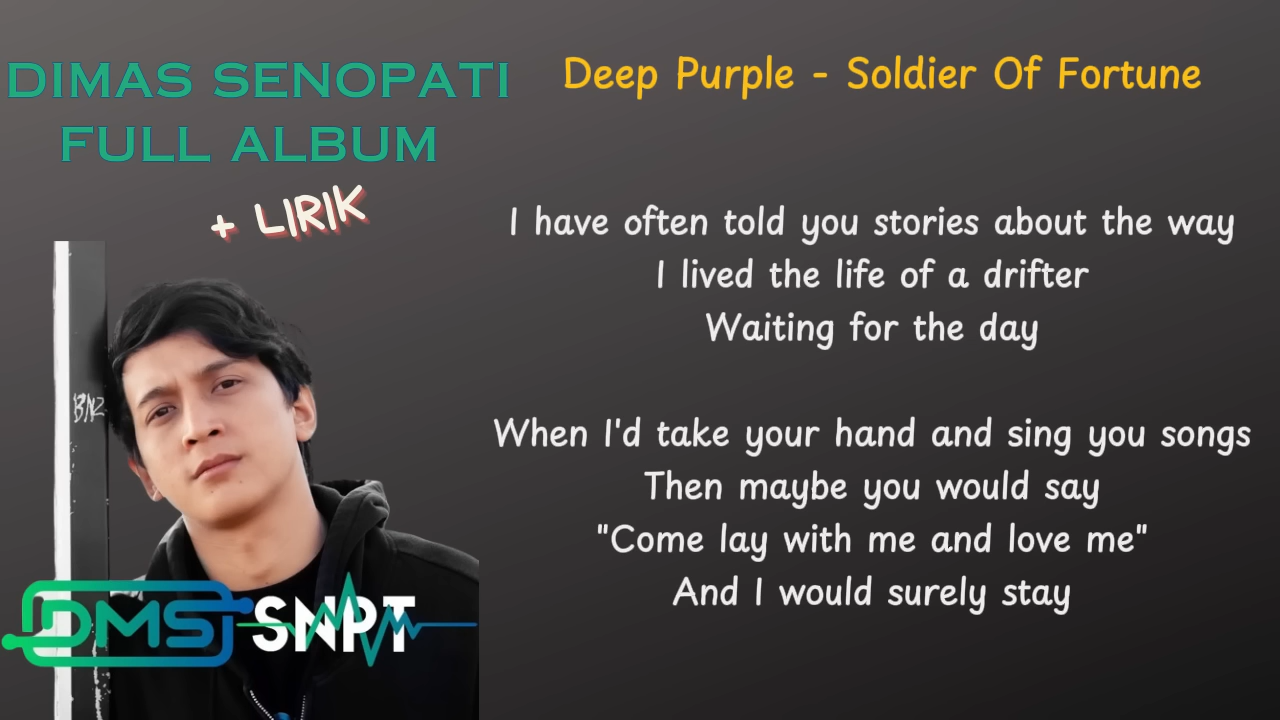 DIMAS SENOPATI
FULL ALBUM
+ LIRIK
Deep Purple - Soldier Of Fortune
I have often told you stories about the way
I lived the life of a drifter
Waiting for the day
When I'd take your hand and sing you songs
Then maybe you would say
"Come lay with me and love me"
And I would surely stay
BNZ
DMS SNPT